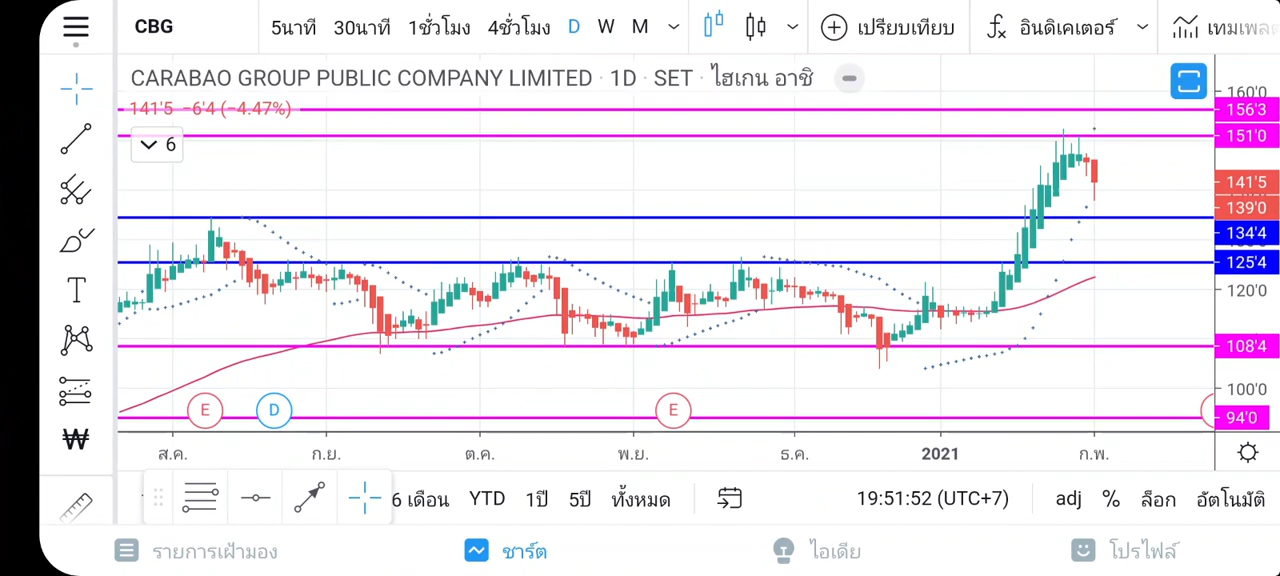 CBG 5นาที 30นาที 1ชั่วโมง 4ชั่วโมง D W M เปรียบเทียบ อินดิเคเตอร์
CARABAO GROUP PUBLIC COMPANY LIMITED · 1D · SET · ไฮเกน อาชิ
141'5 −6'4 (−4.47%)
6
160'0
156'3
151'0
141'5
139'0
134'4
125'4
120'0
108'4
100'0
94'0
E D E
ส.ค. ก.ย. ต.ค. พ.ย. ธ.ค. 2021 ก.พ.
6 เดือน YTD 1ปี 5ปี ทั้งหมด 19:51:52 (UTC+7) adj % ล็อก อัตโนมัติ
รายการเฝ้ามอง ชาร์ต ไอเดีย โปรไฟล์